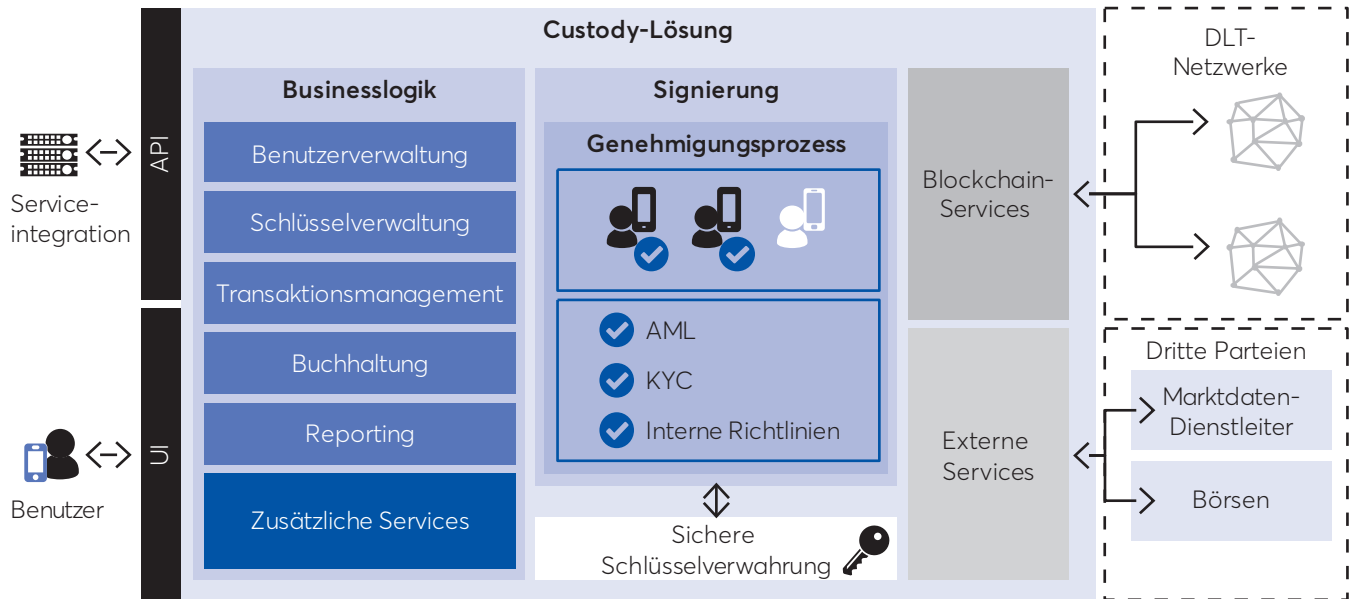 Custody-Lösung
API
Service-
integration
UI
Benutzer
Businesslogik
Benutzerverwaltung
Schlüsselverwaltung
Transaktionsmanagement
Buchhaltung
Reporting
Zusätzliche Services
Signierung
Genehmigungsprozess
AML
KYC
Interne Richtlinien
Sichere
Schlüsselverwahrung
Blockchain-
Services
Externe
Services
DLT-
Netzwerke
Dritte Parteien
Marktdaten-
Dienstleiter
Börsen